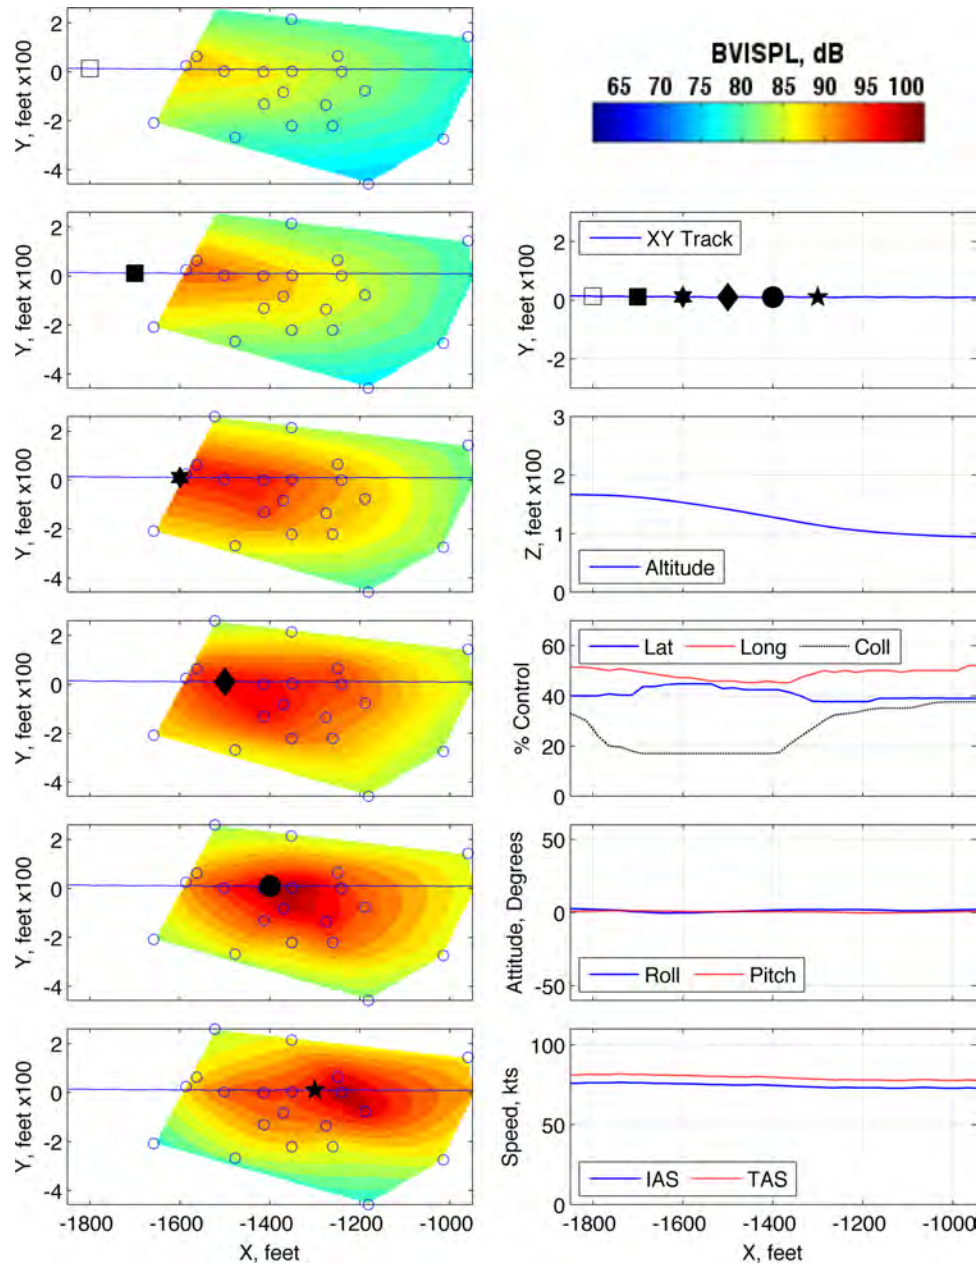 BVISPL, dB
65 70 75 80 85 90 95 100
2
0
-2
-4
Y, feet x100
2
0
-2
-4
Y, feet x100
XY Track
2
0
-2
Y, feet x100
2
0
-2
-4
Y, feet x100
3
2
1
0
Z, feet x100
Altitude
2
0
-2
-4
Y, feet x100
Lat Long Coll
60
40
20
0
% Control
2
0
-2
-4
Y, feet x100
50
0
-50
Attitude, Degrees
Roll Pitch
2
0
-2
-4
Y, feet x100
-1800 -1600 -1400 -1200 -1000
X, feet
100
50
0
Speed, kts
IAS TAS
-1800 -1600 -1400 -1200 -1000
X, feet